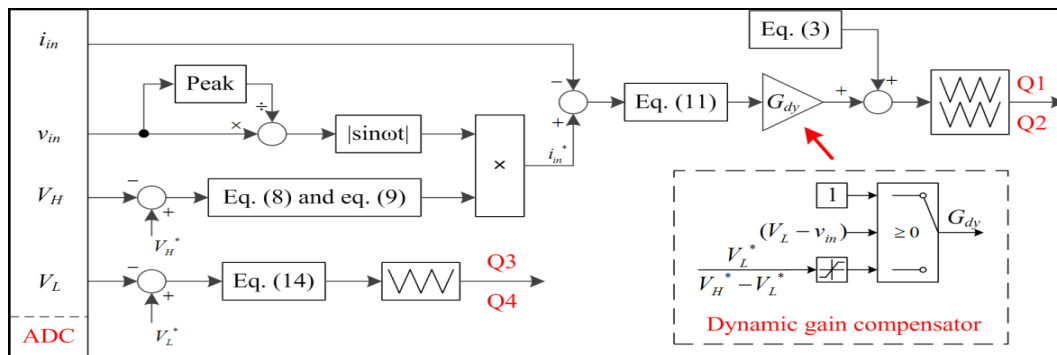 i_in
Peak
÷
v_in
×
|sinωt|
×
i_in*
−
+
Eq. (11)
G_dy
Eq. (3)
+
+
Q1
Q2
V_H
−
+
V_H*
Eq. (8) and eq. (9)
V_L
−
+
V_L*
Eq. (14)
Q3
Q4
ADC
1
(V_L − v_in)
V_L*
V_H* − V_L*
≥ 0
G_dy
Dynamic gain compensator